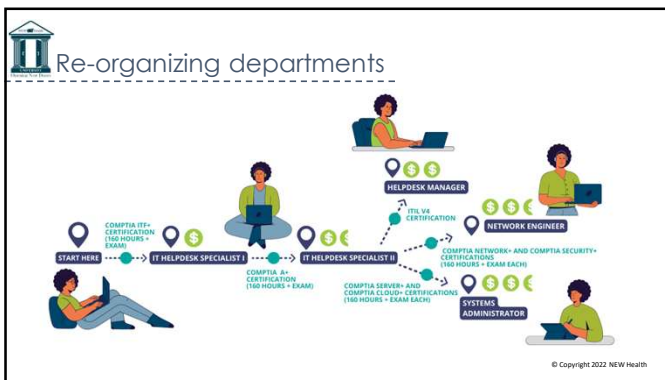 Re-organizing departments
HELPDESK MANAGER
ITIL V4
CERTIFICATION
NETWORK ENGINEER
COMPTIA ITF+
CERTIFICATION
(160 HOURS +
EXAM)
START HERE
IT HELPDESK SPECIALIST I
COMPTIA A+
CERTIFICATION
(160 HOURS + EXAM)
IT HELPDESK SPECIALIST II
COMPTIA NETWORK+ AND COMPTIA SECURITY+
CERTIFICATIONS
(160 HOURS + EXAM EACH)
COMPTIA SERVER+ AND
COMPTIA CLOUD+ CERTIFICATIONS
(160 HOURS + EXAM EACH)
SYSTEMS
ADMINISTRATOR
© Copyright 2022 NEW Health